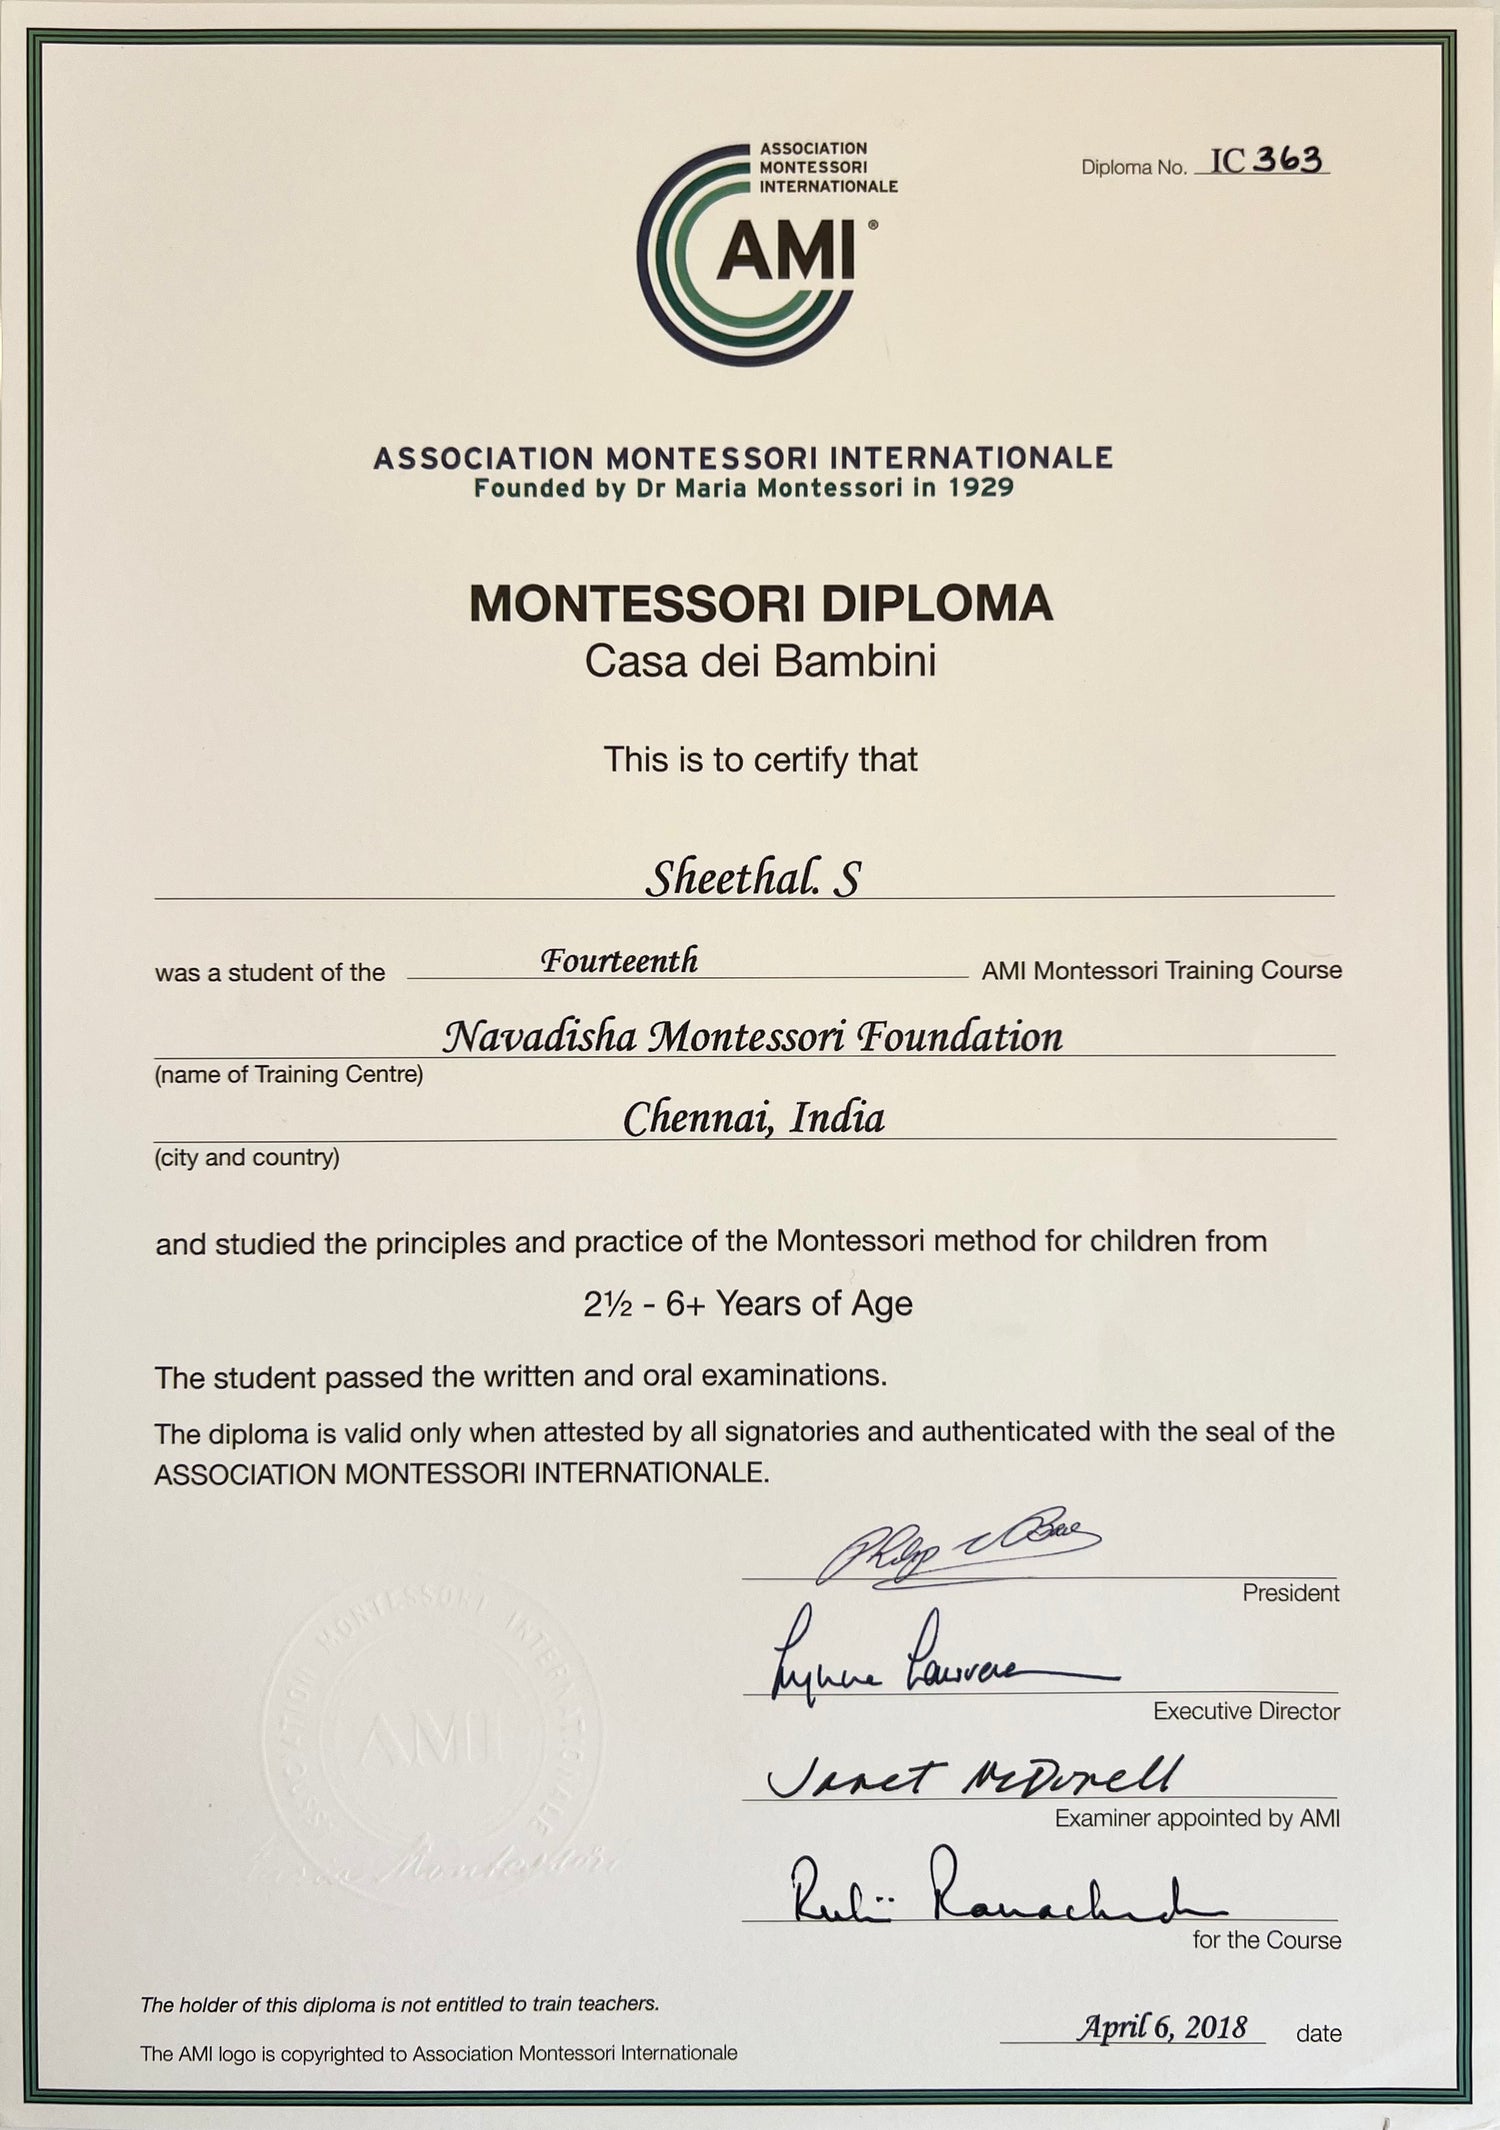 ASSOCIATION
MONTESSORI
INTERNATIONALE
AMI®
Diploma No. IC 363
ASSOCIATION MONTESSORI INTERNATIONALE
Founded by Dr Maria Montessori in 1929
MONTESSORI DIPLOMA
Casa dei Bambini
This is to certify that
Sheethal. S
was a student of the Fourteenth AMI Montessori Training Course
Navadisha Montessori Foundation
(name of Training Centre)
Chennai, India
(city and country)
and studied the principles and practice of the Montessori method for children from
2½ - 6+ Years of Age
The student passed the written and oral examinations.
The diploma is valid only when attested by all signatories and authenticated with the seal of the
ASSOCIATION MONTESSORI INTERNATIONALE.
President
Lynne
Executive Director
Janet McDonell
Examiner appointed by AMI
for the Course
ASSOCIATION MONTESSORI INTERNATIONALE
AMI
Maria Montessori
The holder of this diploma is not entitled to train teachers.
April 6, 2018 date
The AMI logo is copyrighted to Association Montessori Internationale